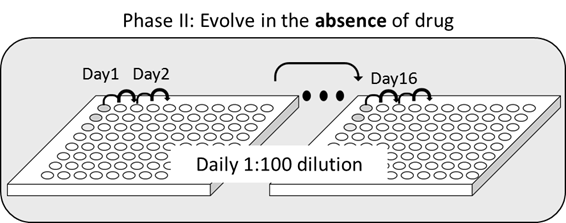 Phase II: Evolve in the absence of drug
Day1 Day2
Day16
Daily 1:100 dilution